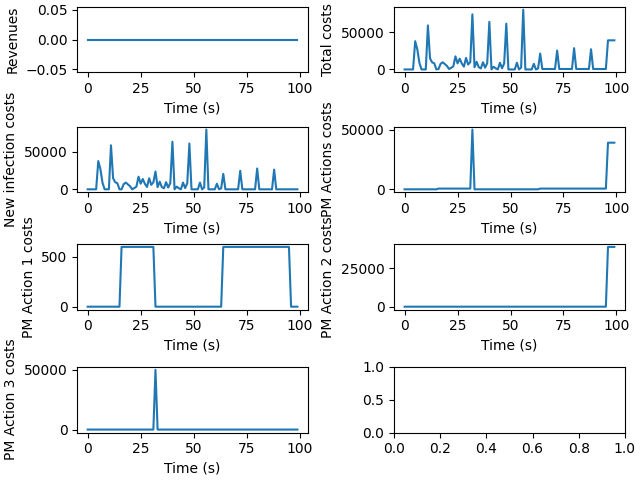 Revenues
0.05
0.00
−0.05
0 25 50 75 100
Time (s)
Total costs
50000
0
0 25 50 75 100
Time (s)
New infection costs
50000
0
0 25 50 75 100
Time (s)
PM Actions costs
50000
0
0 25 50 75 100
Time (s)
PM Action 1 costs
500
0
0 25 50 75 100
Time (s)
PM Action 2 costs
25000
0
0 25 50 75 100
Time (s)
PM Action 3 costs
50000
0
0 25 50 75 100
Time (s)
1.0
0.5
0.0
0.0 0.2 0.4 0.6 0.8 1.0